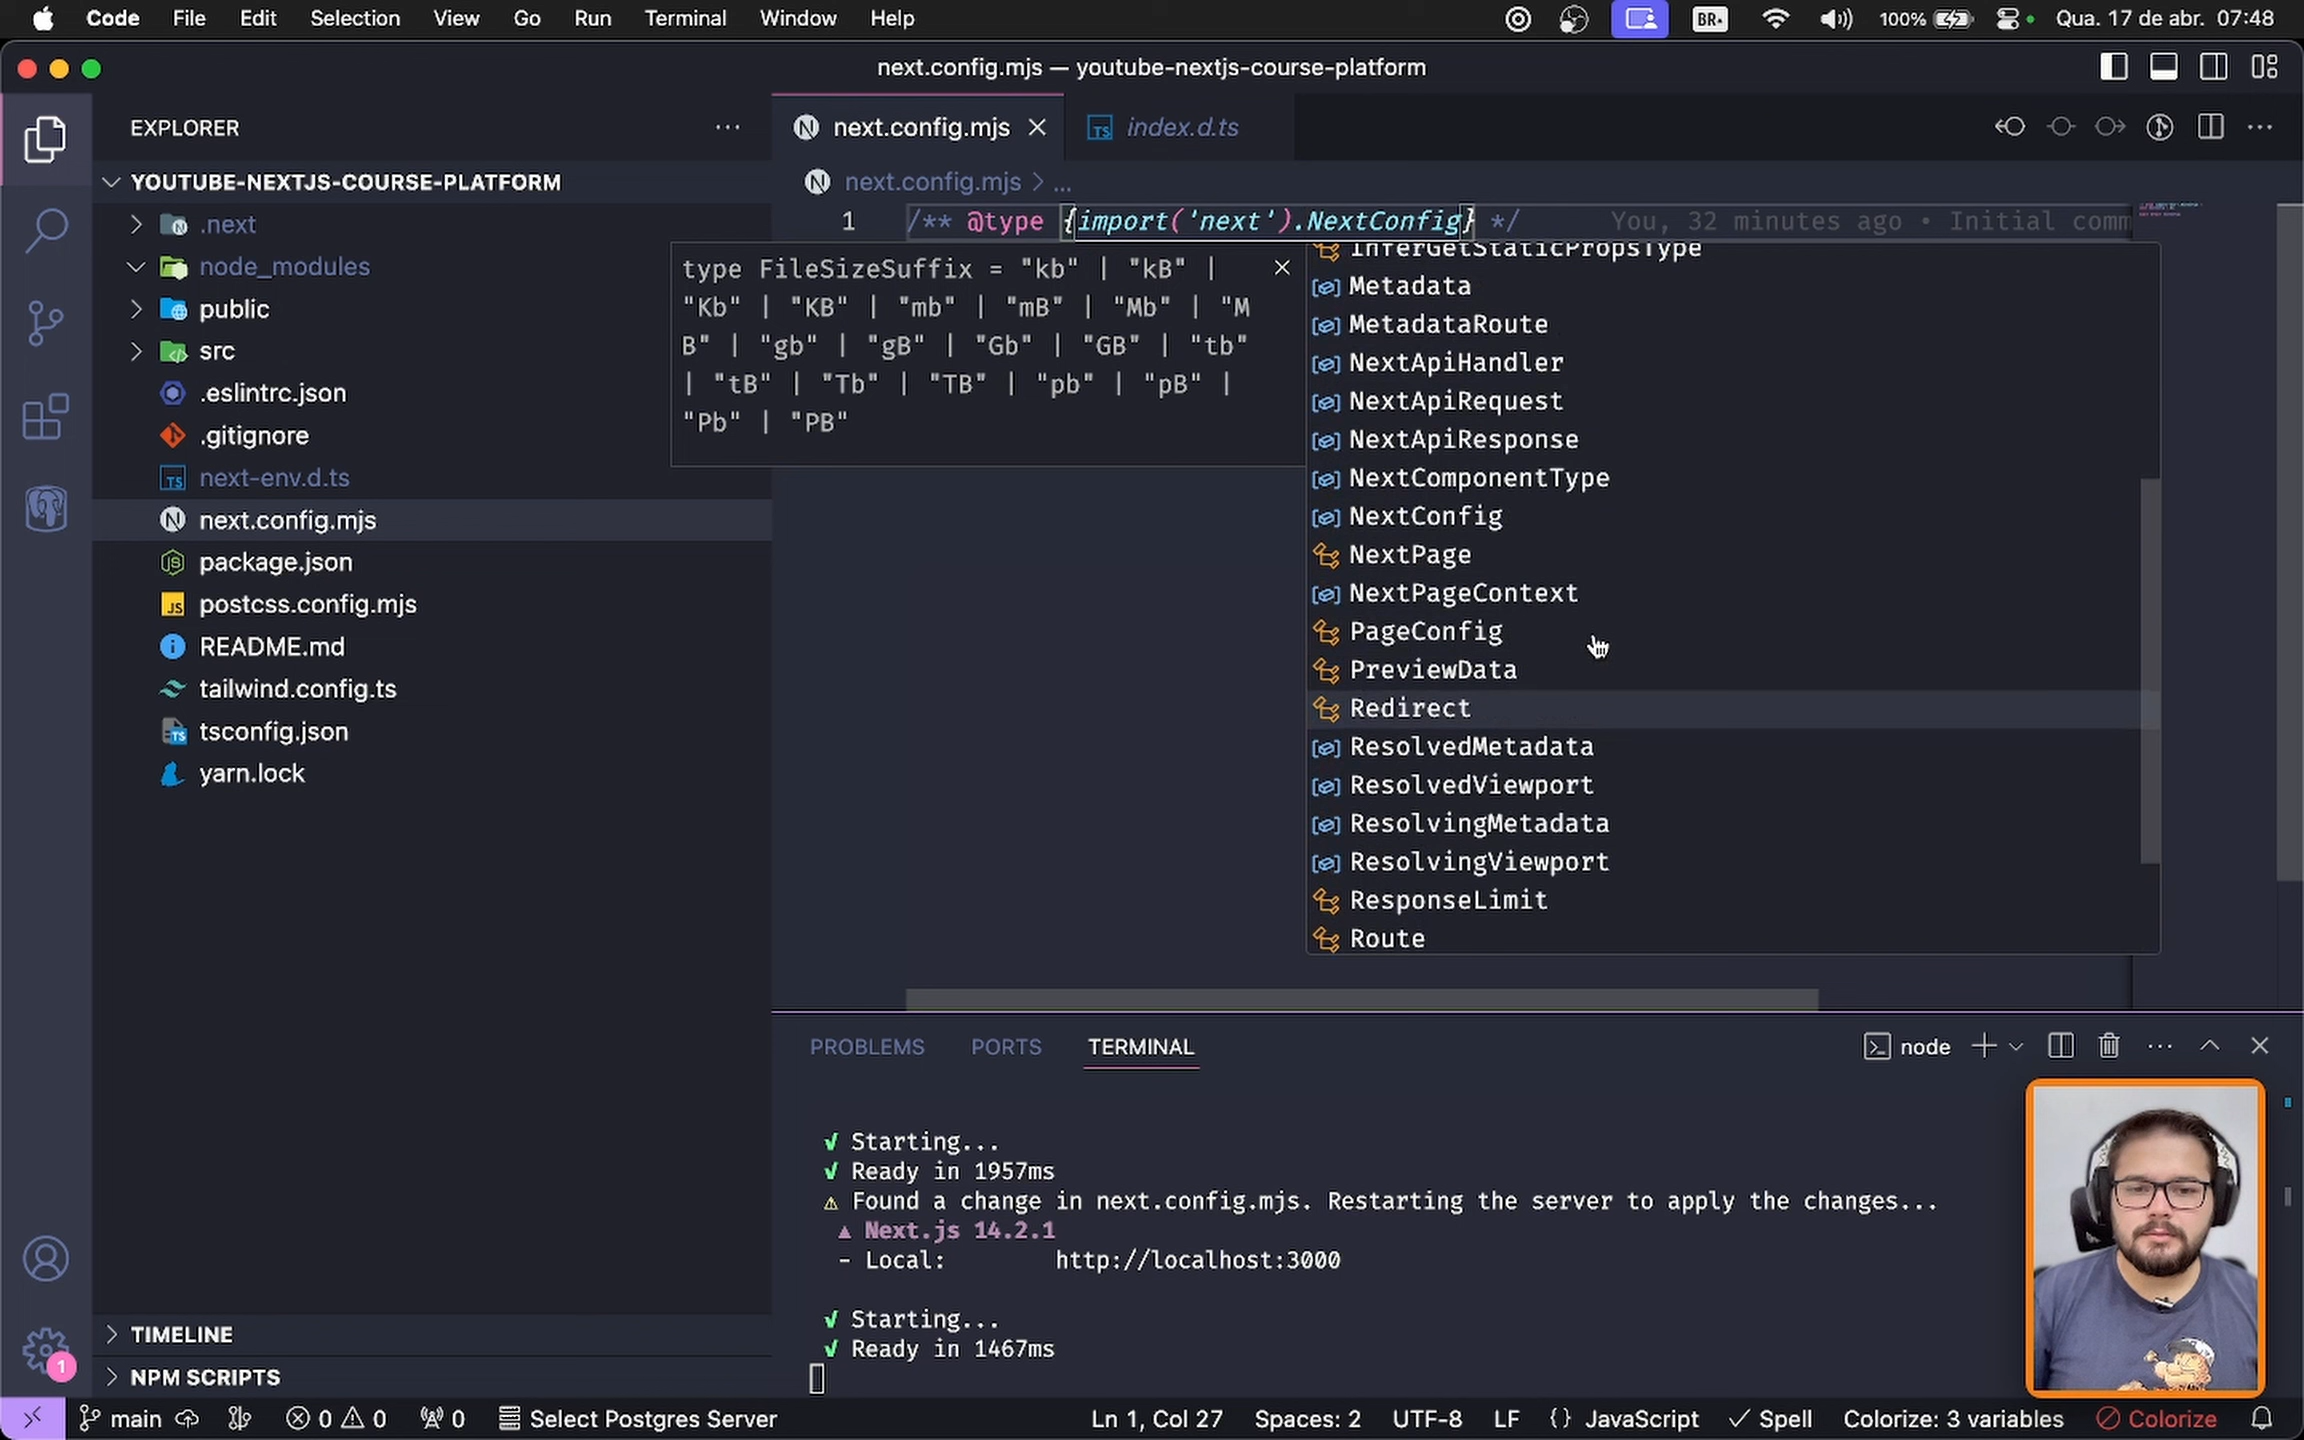 Code File Edit Selection View Go Run Terminal Window Help BR 100% Qua. 17 de abr. 07:48
next.config.mjs — youtube-nextjs-course-platform
EXPLORER
YOUTUBE-NEXTJS-COURSE-PLATFORM
.next
node_modules
public
src
.eslintrc.json
.gitignore
next-env.d.ts
next.config.mjs
package.json
postcss.config.mjs
README.md
tailwind.config.ts
tsconfig.json
yarn.lock
TIMELINE
NPM SCRIPTS
next.config.mjs index.d.ts
next.config.mjs > ...
1 /** @type {import('next').NextConfig} */ You, 32 minutes ago • Initial comm
type FileSizeSuffix = "kb" | "kB" |
"Kb" | "KB" | "mb" | "mB" | "Mb" | "M
B" | "gb" | "gB" | "Gb" | "GB" | "tb"
| "tB" | "Tb" | "TB" | "pb" | "pB" |
"Pb" | "PB"
InferGetStaticPropsType
Metadata
MetadataRoute
NextApiHandler
NextApiRequest
NextApiResponse
NextComponentType
NextConfig
NextPage
NextPageContext
PageConfig
PreviewData
Redirect
ResolvedMetadata
ResolvedViewport
ResolvingMetadata
ResolvingViewport
ResponseLimit
Route
PROBLEMS PORTS TERMINAL node
✓ Starting...
✓ Ready in 1957ms
⚠ Found a change in next.config.mjs. Restarting the server to apply the changes...
▲ Next.js 14.2.1
- Local: http://localhost:3000
✓ Starting...
✓ Ready in 1467ms
1
main 0 0 0 Select Postgres Server Ln 1, Col 27 Spaces: 2 UTF-8 LF {} JavaScript ✓ Spell Colorize: 3 variables Colorize